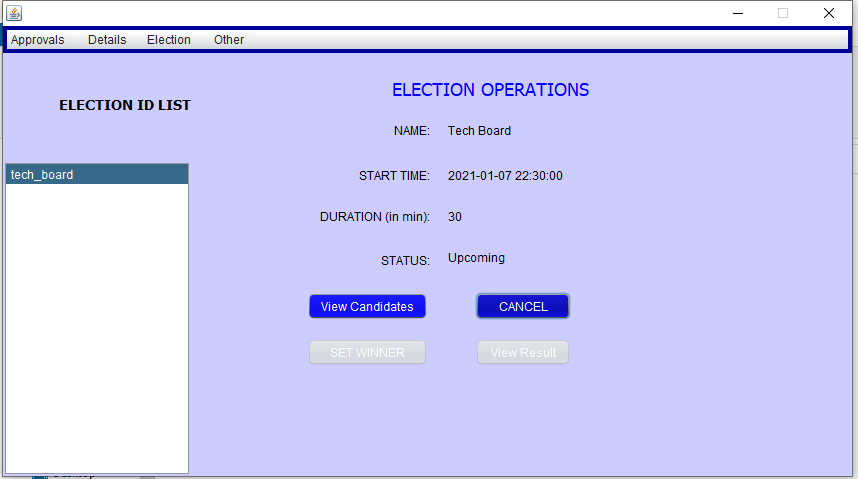 Approvals Details Election Other
ELECTION OPERATIONS
ELECTION ID LIST
NAME: Tech Board
tech_board
START TIME: 2021-01-07 22:30:00
DURATION (in min): 30
STATUS: Upcoming
View Candidates CANCEL
SET WINNER View Result